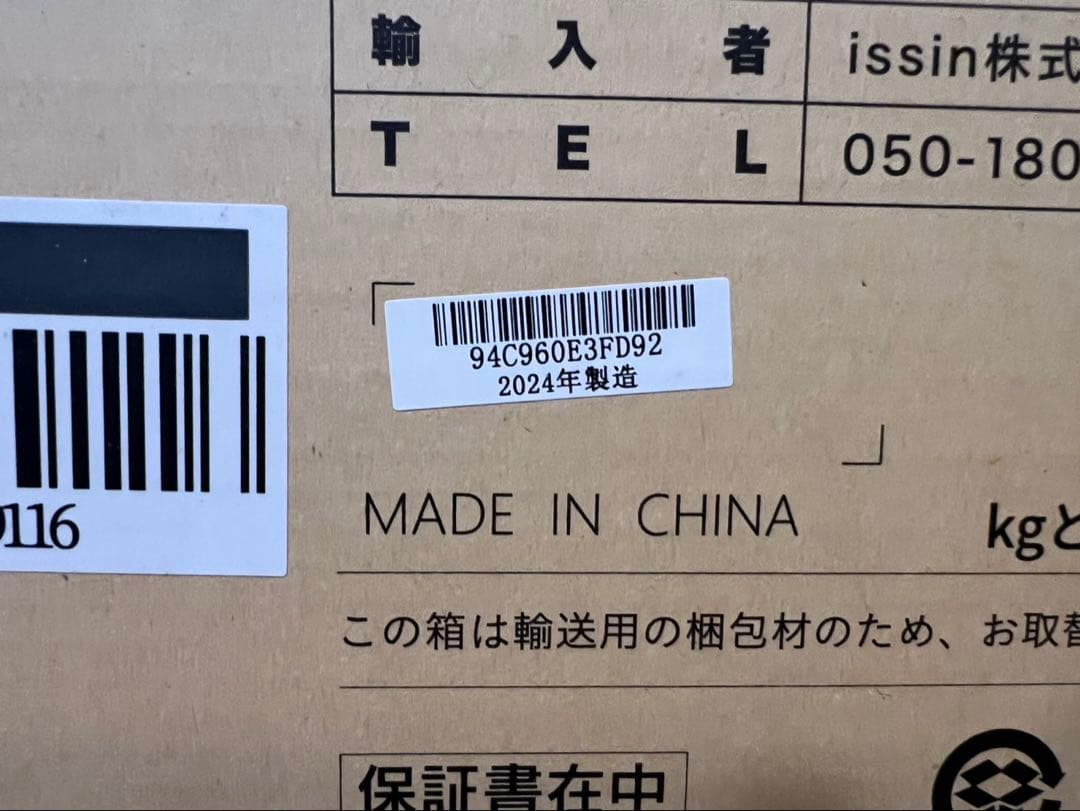 輸入者 issin株式
TEL 050-180
94C960E3FD92
2024年製造
116
MADE IN CHINA
kgと
この箱は輸送用の梱包材のため、お取替
保証書在中